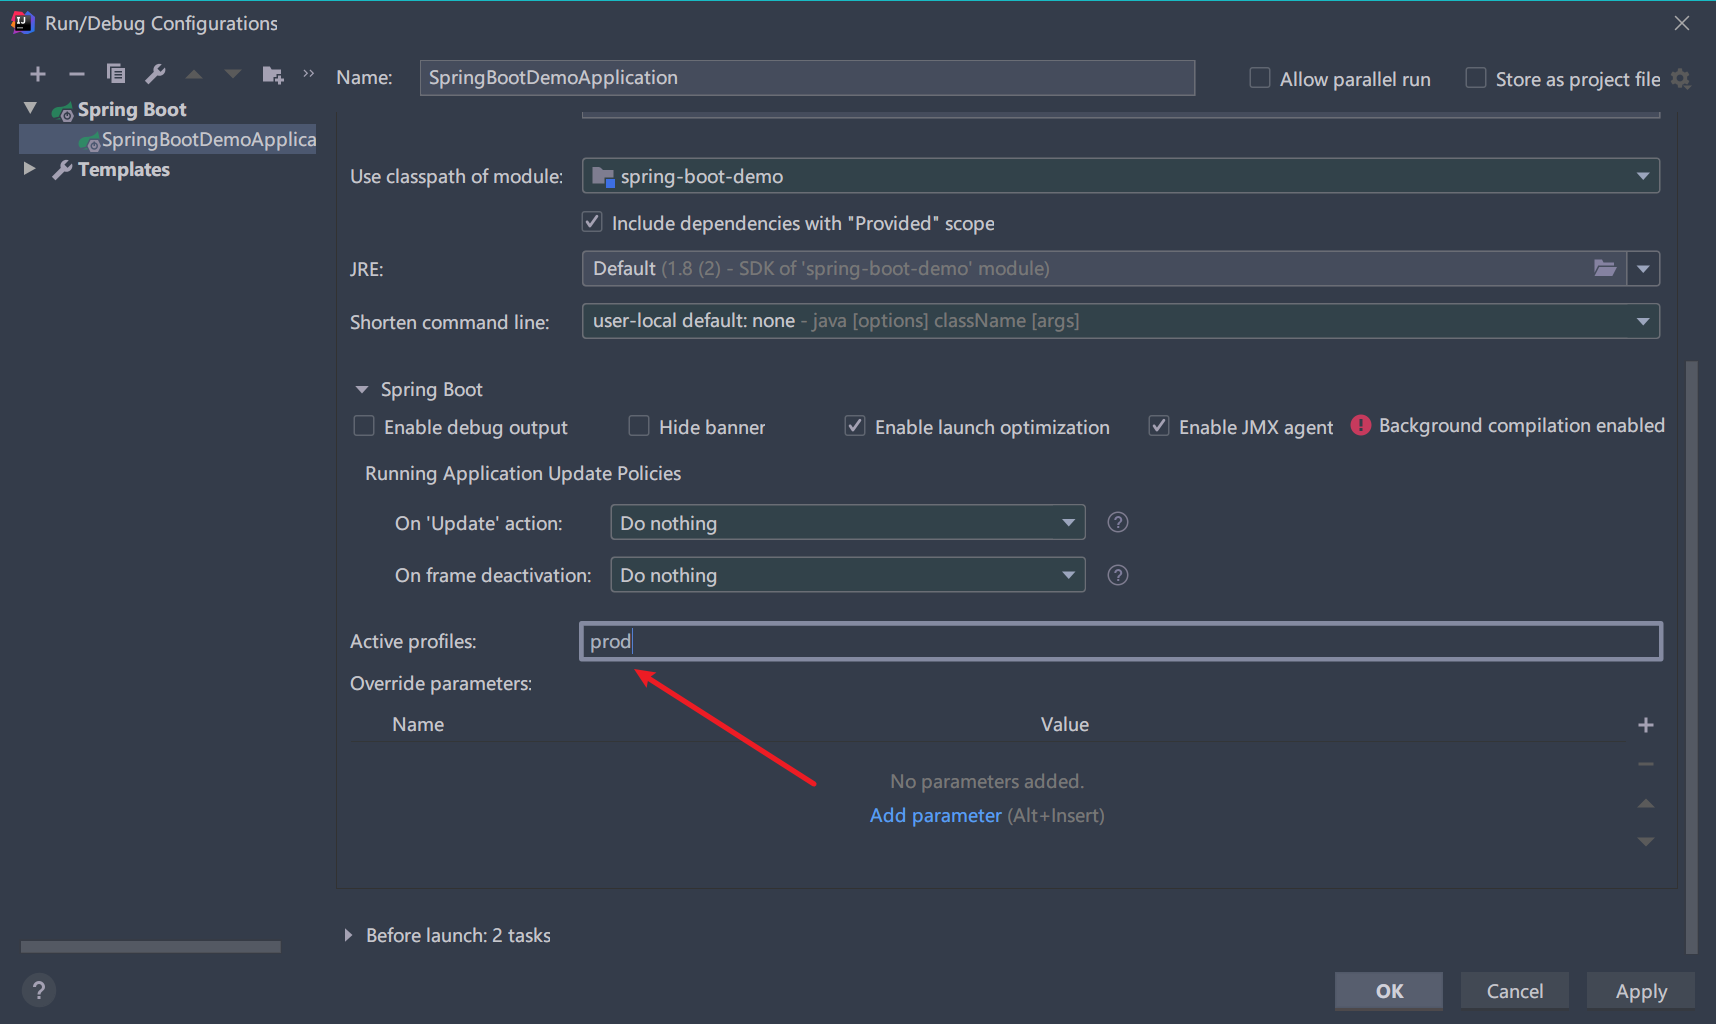 Run/Debug Configurations
Name: SpringBootDemoApplication Allow parallel run Store as project file
Spring Boot
SpringBootDemoApplica
Templates
Use classpath of module: spring-boot-demo
Include dependencies with "Provided" scope
JRE: Default (1.8 (2) - SDK of 'spring-boot-demo' module)
Shorten command line: user-local default: none - java [options] className [args]
Spring Boot
Enable debug output Hide banner Enable launch optimization Enable JMX agent Background compilation enabled
Running Application Update Policies
On 'Update' action: Do nothing
On frame deactivation: Do nothing
Active profiles: prod
Override parameters:
Name Value
No parameters added.
Add parameter (Alt+Insert)
Before launch: 2 tasks
OK Cancel Apply